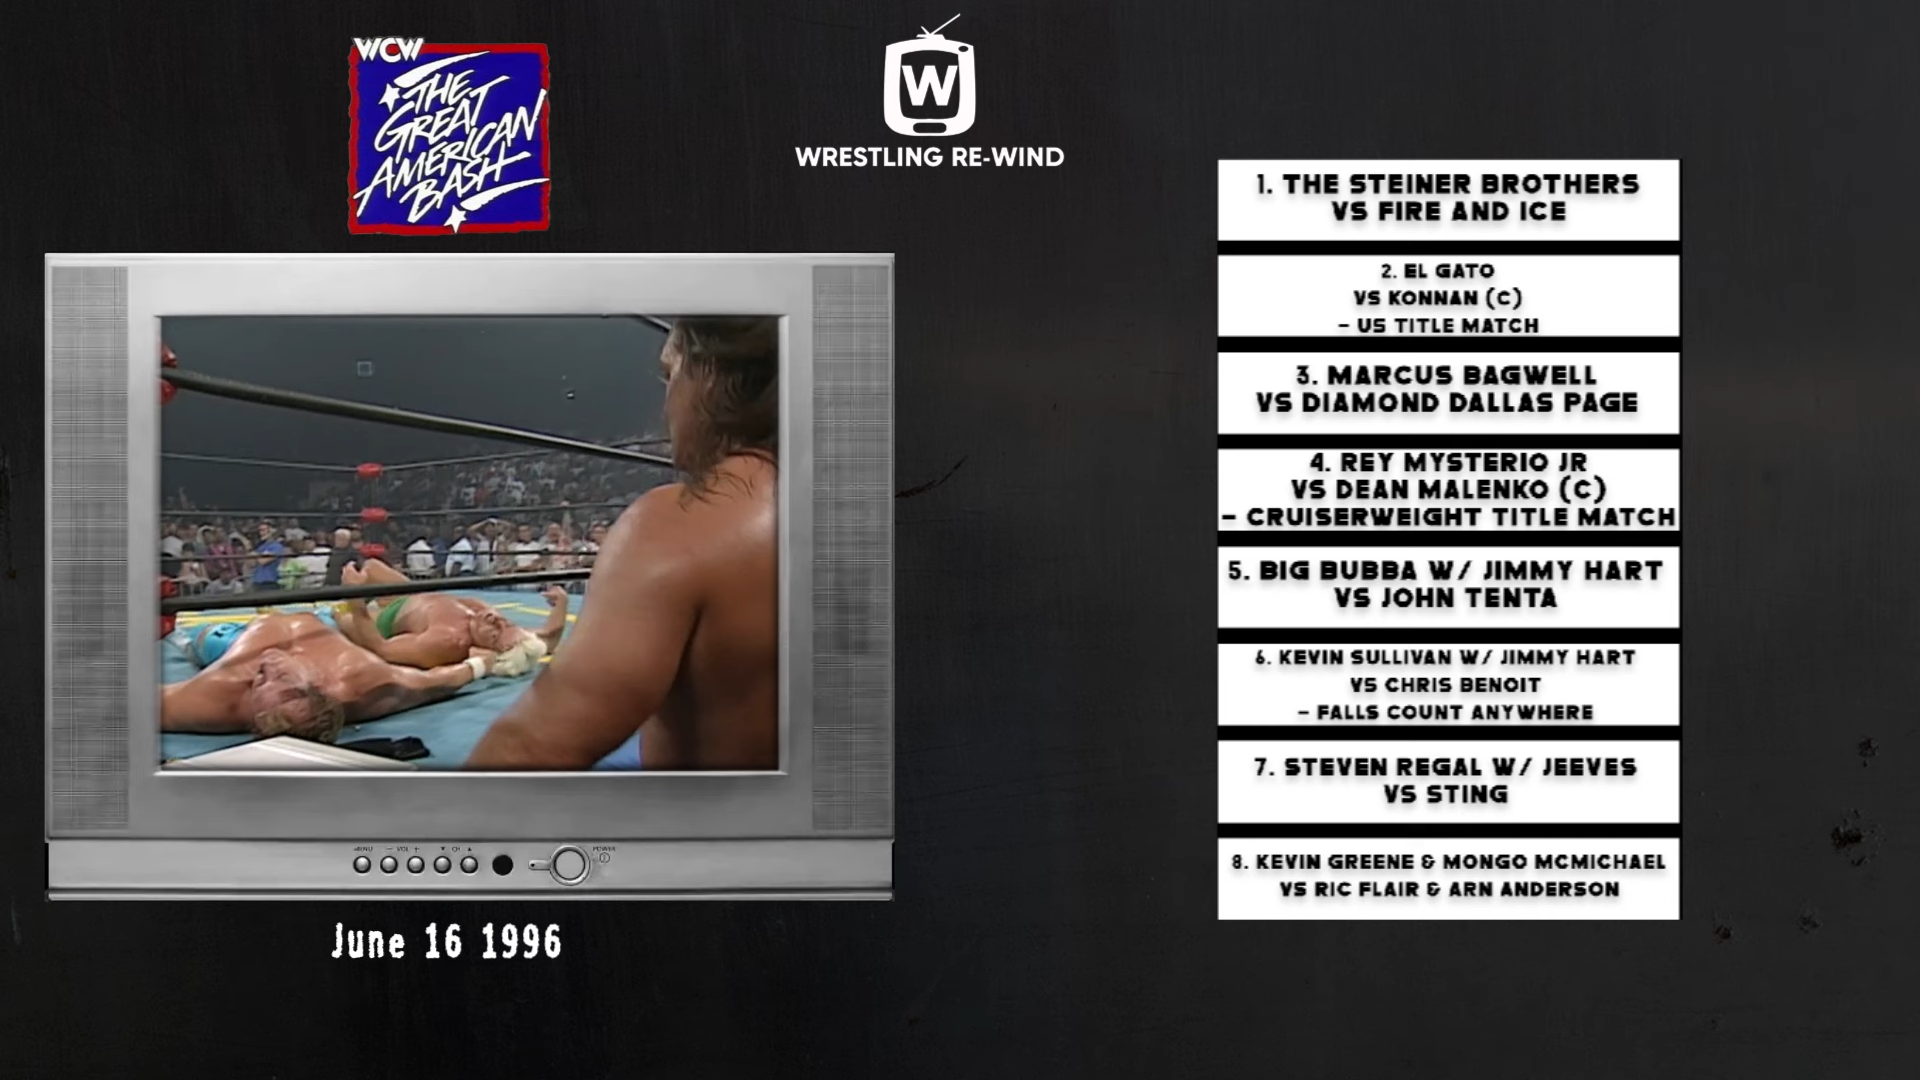 WCW
THE
GREAT
AMERICAN
BASH
W
WRESTLING RE-WIND
1. THE STEINER BROTHERS
VS FIRE AND ICE
2. EL GATO
VS KONNAN (C)
- US TITLE MATCH
3. MARCUS BAGWELL
VS DIAMOND DALLAS PAGE
4. REY MYSTERIO JR
VS DEAN MALENKO (C)
- CRUISERWEIGHT TITLE MATCH
5. BIG BUBBA W/ JIMMY HART
VS JOHN TENTA
6. KEVIN SULLIVAN W/ JIMMY HART
VS CHRIS BENOIT
- FALLS COUNT ANYWHERE
7. STEVEN REGAL W/ JEEVES
VS STING
8. KEVIN GREENE & MONGO MCMICHAEL
VS RIC FLAIR & ARN ANDERSON
MENU - VOL + ▼ CH ▲ POWER
June 16 1996